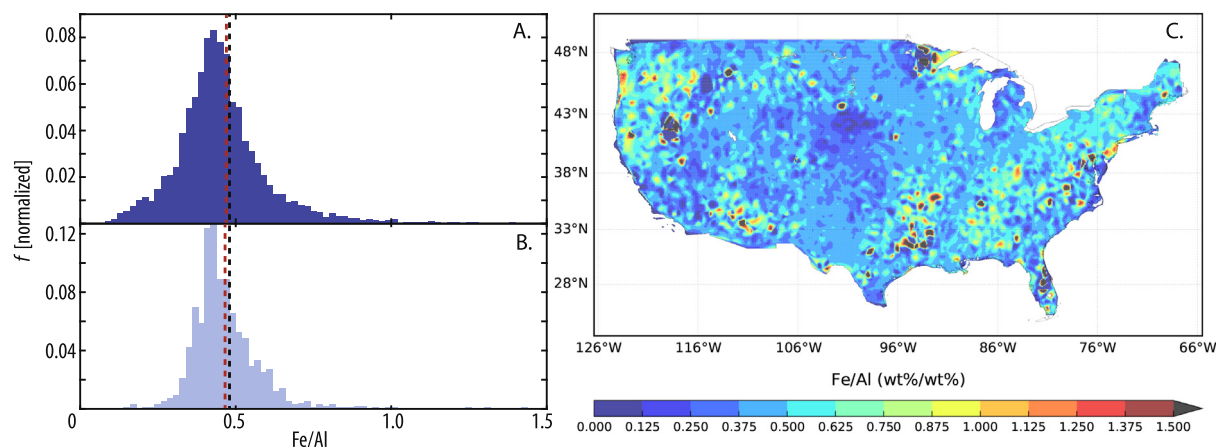 A.
0.08
0.06
0.04
0.02
f [normalized]
B.
0.12
0.08
0.04
0 0.5 1.0 1.5
Fe/Al
C.
48°N
43°N
38°N
33°N
28°N
126°W 116°W 106°W 96°W 86°W 76°W 66°W
Fe/Al (wt%/wt%)
0.000 0.125 0.250 0.375 0.500 0.625 0.750 0.875 1.000 1.125 1.250 1.375 1.500